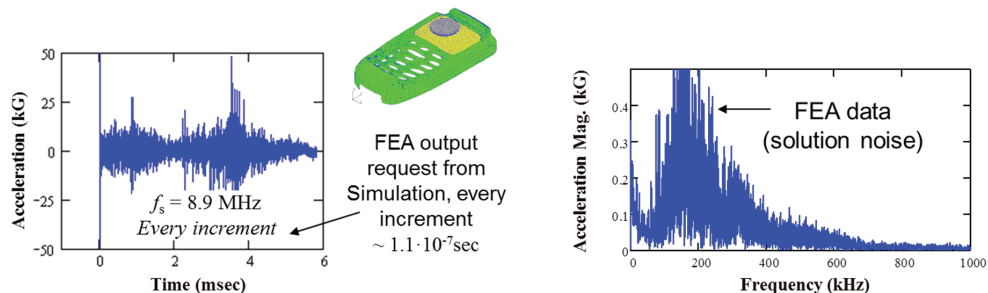 Acceleration (kG)
50
25
0
−25
−50
0
2
4
6
Time (msec)
fs = 8.9 MHz
Every increment
FEA output
request from
Simulation, every
increment
~ 1.1·10-7sec
Acceleration Mag. (kG)
0.4
0.3
0.2
0.1
0
0
200
400
600
800
1000
Frequency (kHz)
FEA data
(solution noise)